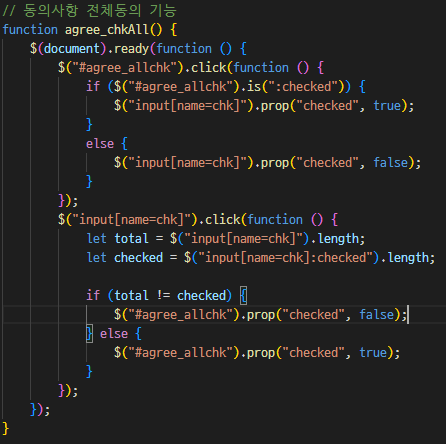 // 동의사항 전체동의 기능
function agree_chkAll() {
    $(document).ready(function () {
        $("#agree_allchk").click(function () {
            if ($("#agree_allchk").is(":checked")) {
                $("input[name=chk]").prop("checked", true);
            }
            else {
                $("input[name=chk]").prop("checked", false);
            }
        });
        $("input[name=chk]").click(function () {
            let total = $("input[name=chk]").length;
            let checked = $("input[name=chk]:checked").length;

            if (total != checked) {
                $("#agree_allchk").prop("checked", false);
            } else {
                $("#agree_allchk").prop("checked", true);
            }
        });
    });
}